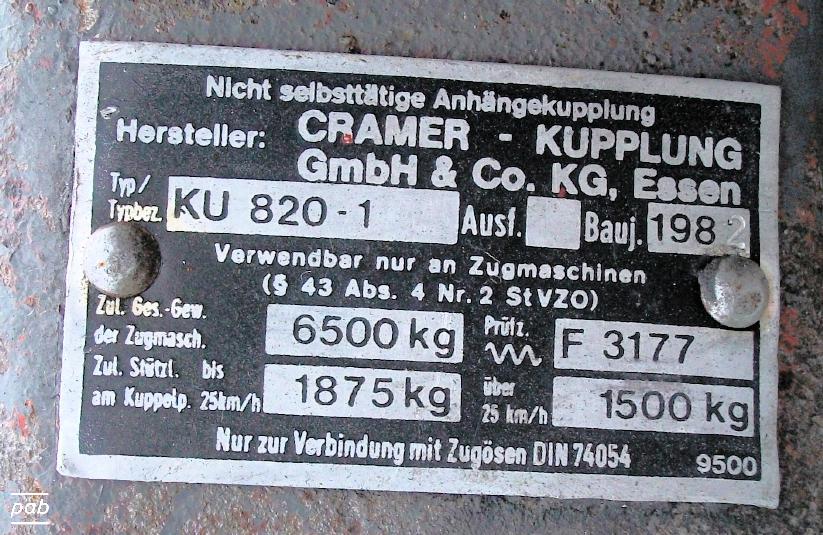 Nicht selbsttätige Anhängekupplung
Hersteller: CRAMER - KUPPLUNG
GmbH & Co. KG, Essen
Typ/
Typbez. KU 820-1 Ausf. Bauj. 1982
Verwendbar nur an Zugmaschinen
(§ 43 Abs. 4 Nr. 2 StVZO)
Zul. Ges.-Gew.
der Zugmasch. 6500 kg Prüfz. F 3177
Zul. Stützl. bis
am Kuppelp. 25km/h 1875 kg über
25 km/h 1500 kg
Nur zur Verbindung mit Zugösen DIN 74054 9500
pab